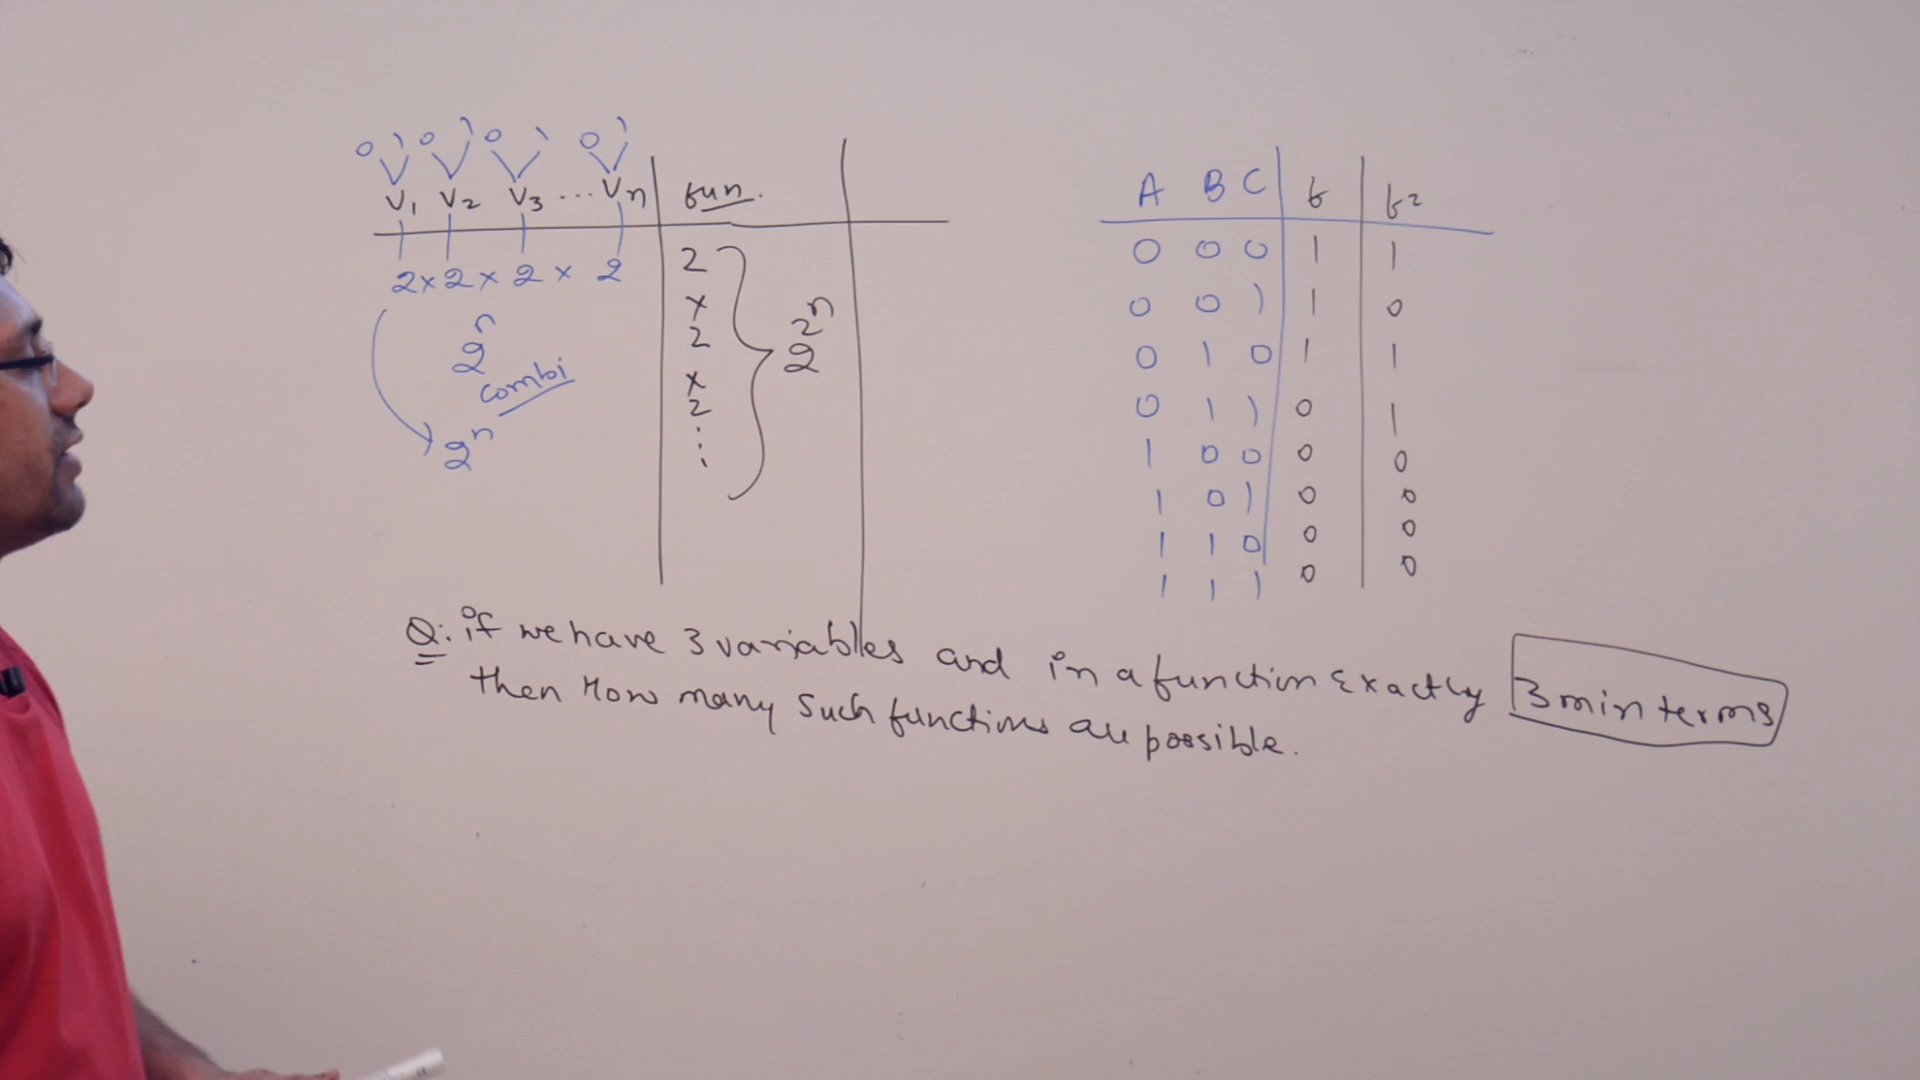 0 1 0 1 0 1 0 1
V1 V2 V3 ... Vn fun.
2 x 2 x 2 x 2
2^n
combi
2^n
2
x
2
x
2
⋮
2^2^n
A B C f f2
0 0 0 1 1
0 0 1 1 0
0 1 0 1 1
0 1 1 0 1
1 0 0 0 0
1 0 1 0 0
1 1 0 0 0
1 1 1 0 0
Q: if we have 3 variables and in a function Exactly 3 min terms
then How many such functions are possible.